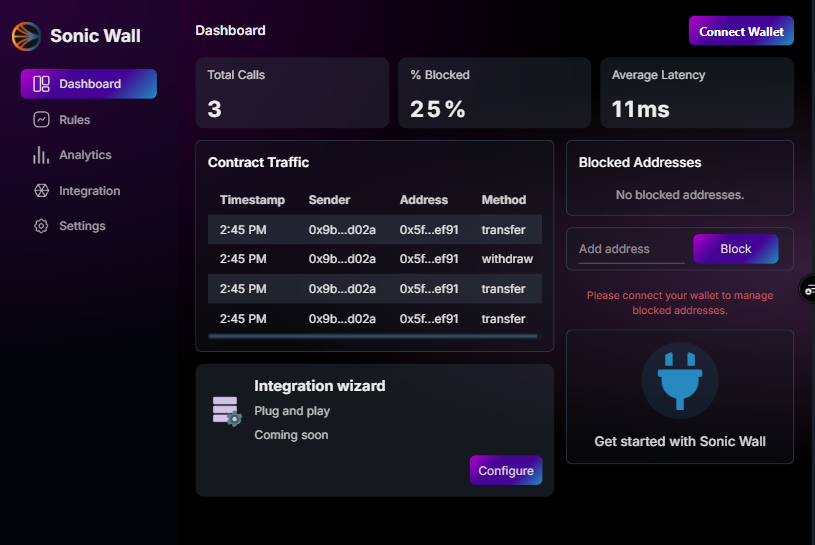 Sonic Wall
Dashboard
Rules
Analytics
Integration
Settings
Dashboard
Connect Wallet
Total Calls
3
% Blocked
25%
Average Latency
11ms
Contract Traffic
Timestamp Sender Address Method
2:45 PM 0x9b...d02a 0x5f...ef91 transfer
2:45 PM 0x9b...d02a 0x5f...ef91 withdraw
2:45 PM 0x9b...d02a 0x5f...ef91 transfer
2:45 PM 0x9b...d02a 0x5f...ef91 transfer
Integration wizard
Plug and play
Coming soon
Configure
Blocked Addresses
No blocked addresses.
Add address
Block
Please connect your wallet to manage
blocked addresses.
Get started with Sonic Wall